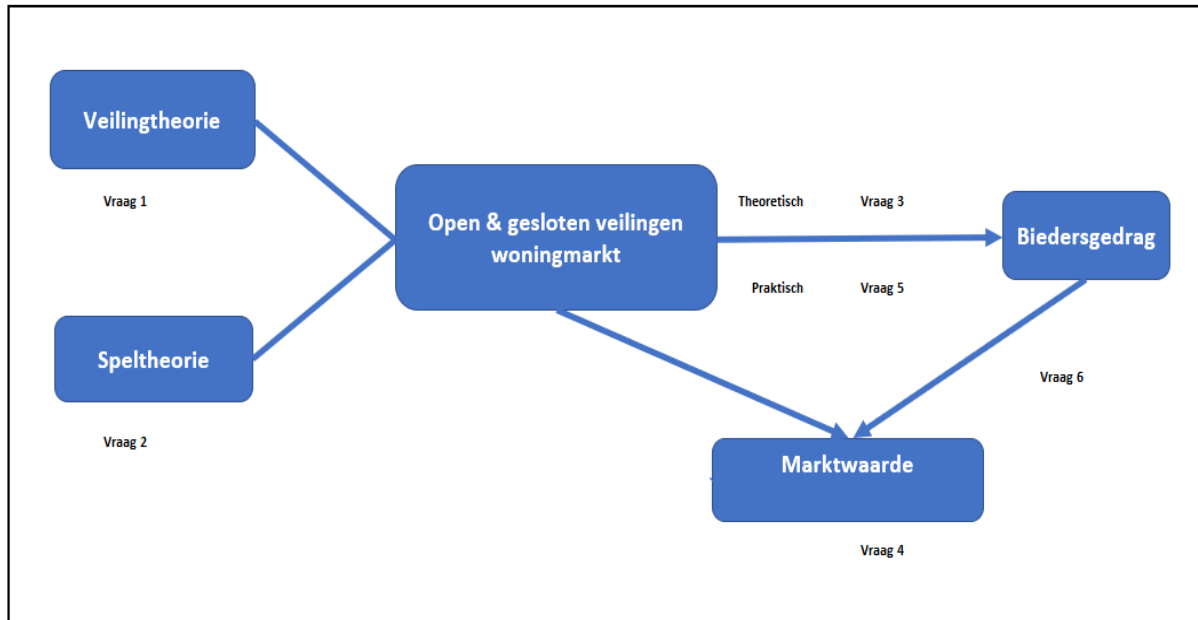 Veilingtheorie
Vraag 1
Speltheorie
Vraag 2
Open & gesloten veilingen
woningmarkt
Theoretisch Vraag 3
Praktisch Vraag 5
Biedersgedrag
Vraag 6
Marktwaarde
Vraag 4